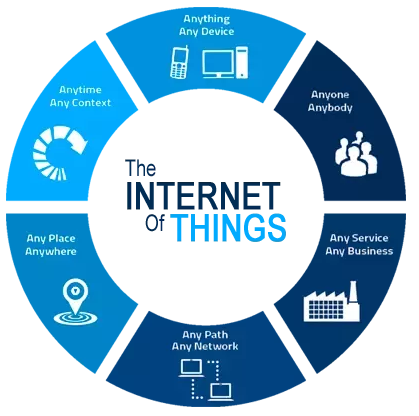 Anything
Any Device
Anyone
Anybody
Any Service
Any Business
Any Path
Any Network
Any Place
Anywhere
Anytime
Any Context
The
INTERNET
Of THINGS